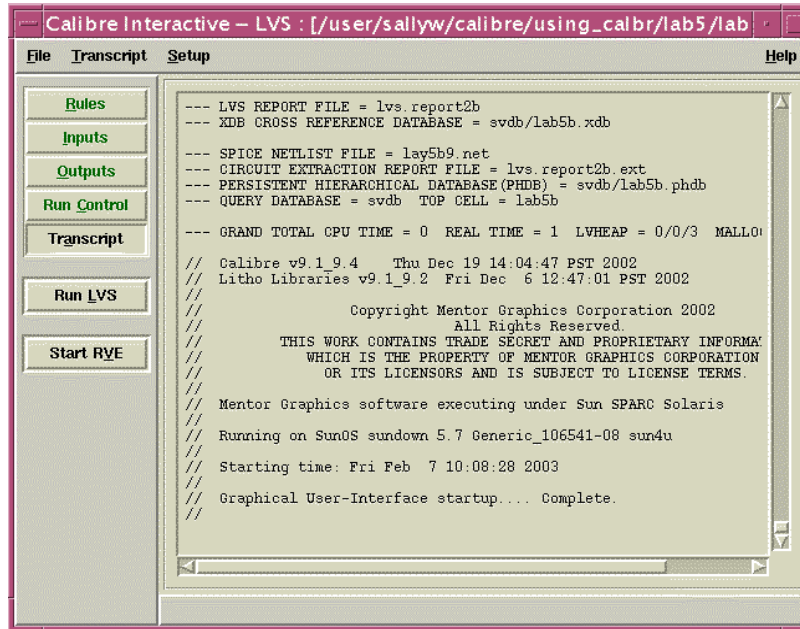 Calibre Interactive – LVS : [/user/sallyw/calibre/using_calbr/lab5/lab
File Transcript Setup Help
Rules
Inputs
Outputs
Run Control
Transcript
Run LVS
Start RVE
--- LVS REPORT FILE = lvs.report2b
--- XDB CROSS REFERENCE DATABASE = svdb/lab5b.xdb
--- SPICE NETLIST FILE = lay5b9.net
--- CIRCUIT EXTRACTION REPORT FILE = lvs.report2b.ext
--- PERSISTENT HIERARCHICAL DATABASE(PHDB) = svdb/lab5b.phdb
--- QUERY DATABASE = svdb TOP CELL = lab5b
--- GRAND TOTAL CPU TIME = 0 REAL TIME = 1 LVHEAP = 0/0/3 MALLO
// Calibre v9.1_9.4 Thu Dec 19 14:04:47 PST 2002
// Litho Libraries v9.1_9.2 Fri Dec 6 12:47:01 PST 2002
//
// Copyright Mentor Graphics Corporation 2002
// All Rights Reserved.
// THIS WORK CONTAINS TRADE SECRET AND PROPRIETARY INFORMA
// WHICH IS THE PROPERTY OF MENTOR GRAPHICS CORPORATION
// OR ITS LICENSORS AND IS SUBJECT TO LICENSE TERMS.
//
// Mentor Graphics software executing under Sun SPARC Solaris
//
// Running on SunOS sundown 5.7 Generic_106541-08 sun4u
//
// Starting time: Fri Feb 7 10:08:28 2003
//
// Graphical User-Interface startup.... Complete.
//